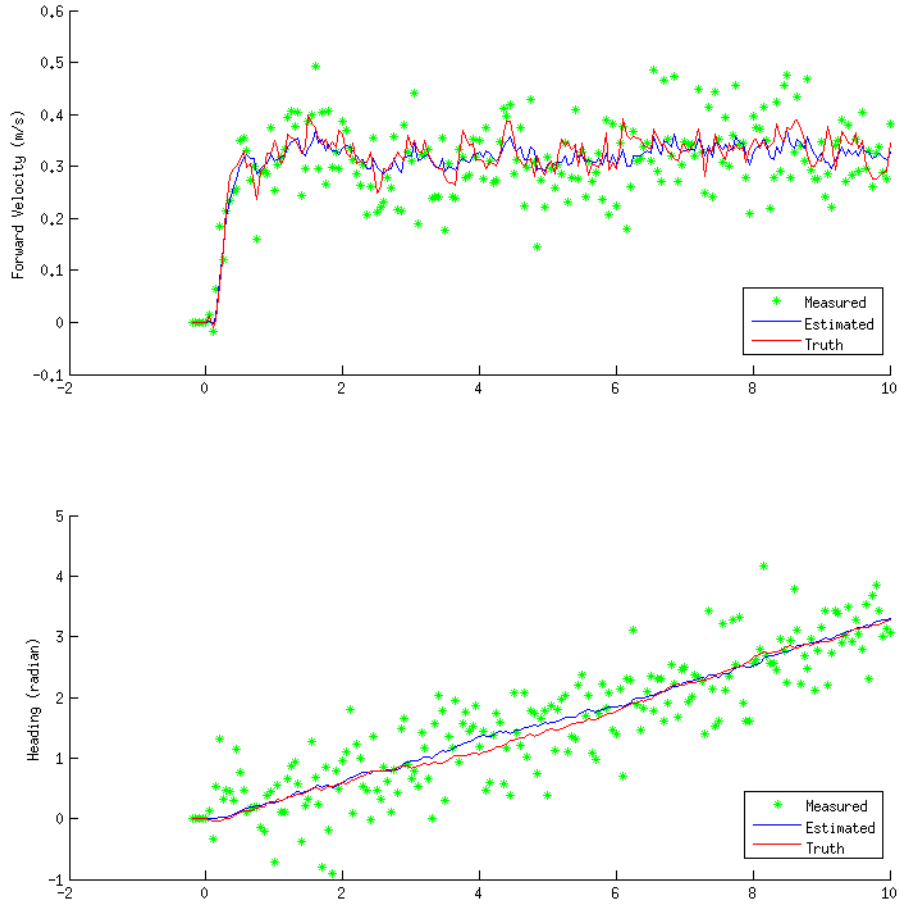 0.6
0.5
0.4
0.3
0.2
0.1
0
-0.1
Forward Velocity (m/s)
-2 0 2 4 6 8 10
Measured
Estimated
Truth
5
4
3
2
1
0
-1
Heading (radian)
-2 0 2 4 6 8 10
Measured
Estimated
Truth